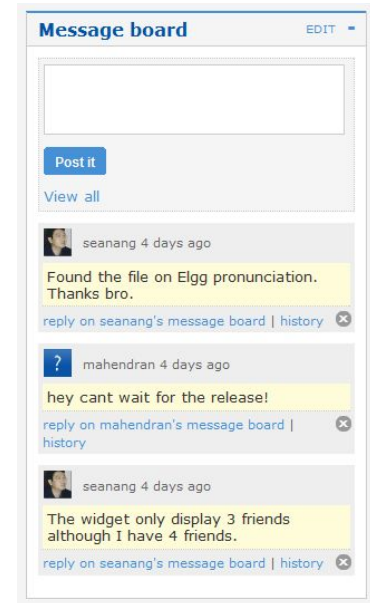 Message board EDIT -
Post it
View all
seanang 4 days ago
Found the file on Elgg pronunciation.
Thanks bro.
reply on seanang's message board | history
? mahendran 4 days ago
hey cant wait for the release!
reply on mahendran's message board |
history
seanang 4 days ago
The widget only display 3 friends
although I have 4 friends.
reply on seanang's message board | history